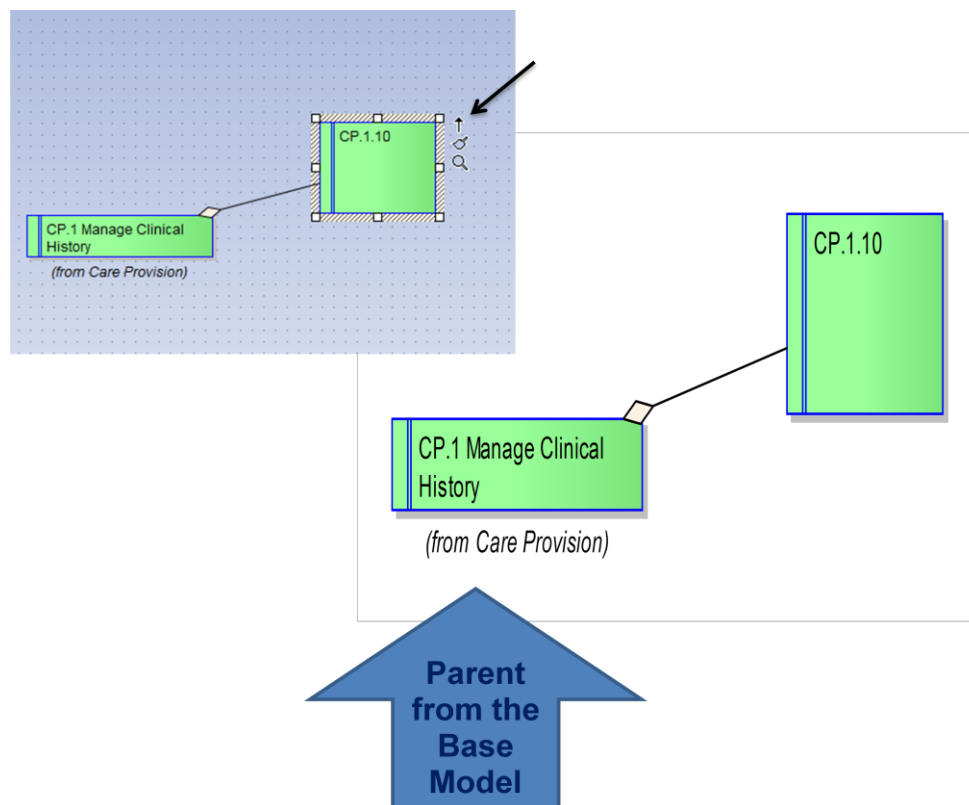 CP.1.10
CP.1 Manage Clinical
History
(from Care Provision)
CP.1.10
CP.1 Manage Clinical
History
(from Care Provision)
Parent
from the
Base
Model